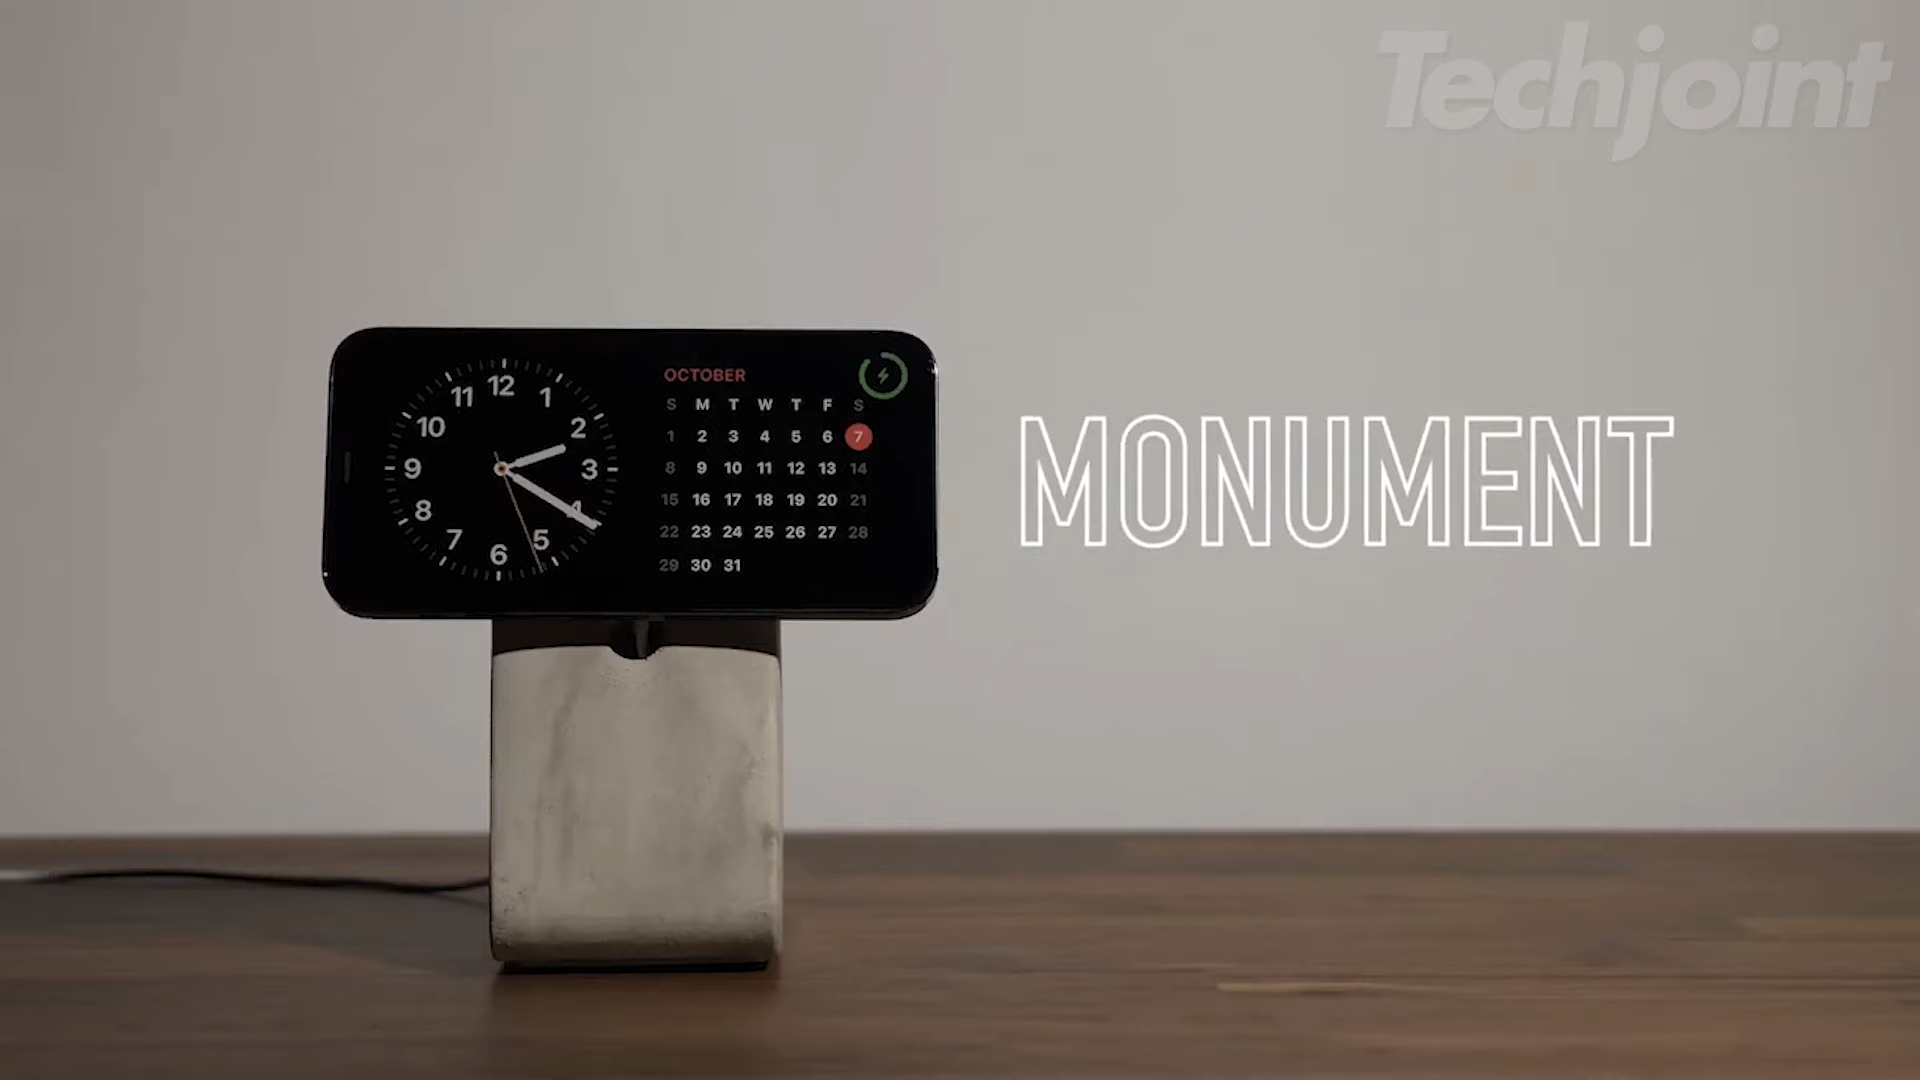 Techjoint
MONUMENT
12
11 1
10 2
9 3
8 4
7 5
6
OCTOBER
S M T W T F S
1 2 3 4 5 6 7
8 9 10 11 12 13 14
15 16 17 18 19 20 21
22 23 24 25 26 27 28
29 30 31